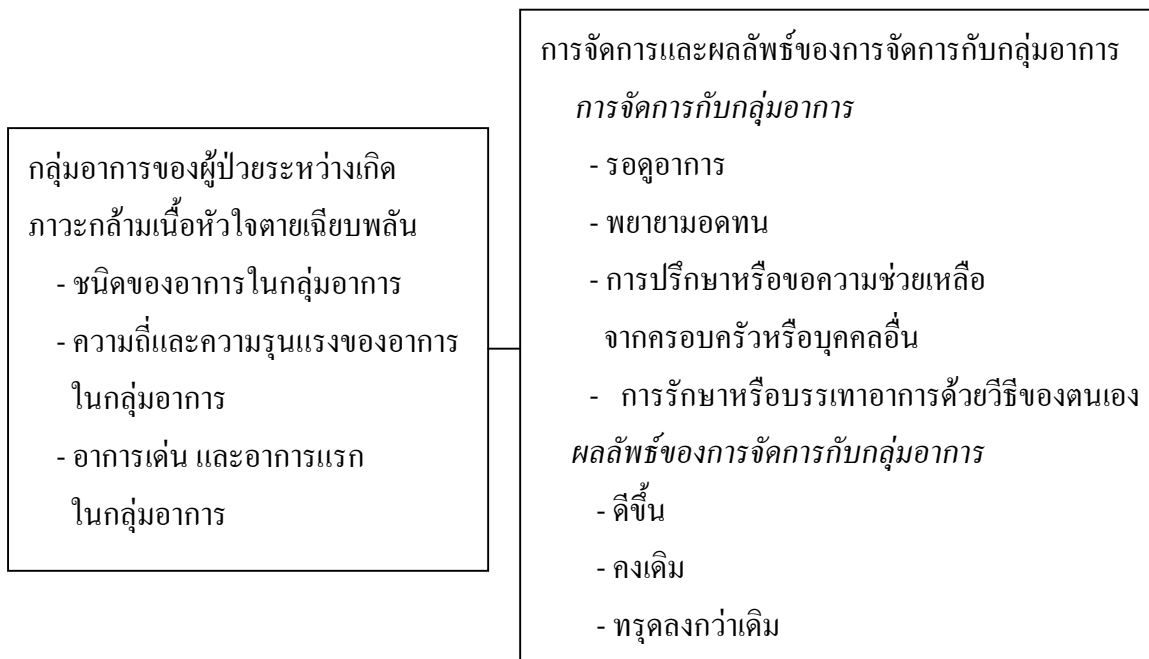 กลุ่มอาการของผู้ป่วยระหว่างเกิด
ภาวะกล้ามเนื้อหัวใจตายเฉียบพลัน
- ชนิดของอาการในกลุ่มอาการ
- ความถี่และความรุนแรงของอาการ
ในกลุ่มอาการ
- อาการเด่น และอาการแรก
ในกลุ่มอาการ
การจัดการและผลลัพธ์ของการจัดการกับกลุ่มอาการ
การจัดการกับกลุ่มอาการ
- รอดูอาการ
- พยายามอดทน
- การปรึกษาหรือขอความช่วยเหลือ
จากครอบครัวหรือบุคคลอื่น
- การรักษาหรือบรรเทาอาการด้วยวีธีของตนเอง
ผลลัพธ์ของการจัดการกับกลุ่มอาการ
- ดีขึ้น
- คงเดิม
- ทรุดลงกว่าเดิม